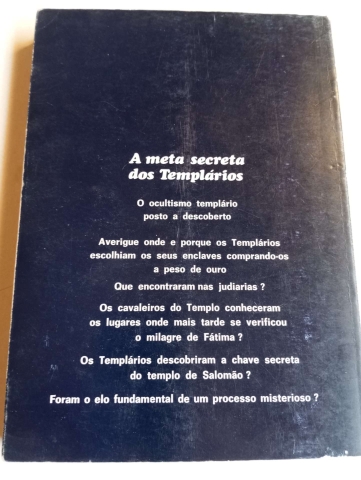 A meta secreta
dos Templários
O ocultismo templário
posto a descoberto
Averigue onde e porque os Templários
escolhiam os seus enclaves comprando-os
a peso de ouro
Que encontraram nas judiarias ?
Os cavaleiros do Templo conheceram
os lugares onde mais tarde se verificou
o milagre de Fátima ?
Os Templários descobriram a chave secreta
do templo de Salomão ?
Foram o elo fundamental de um processo misterioso ?